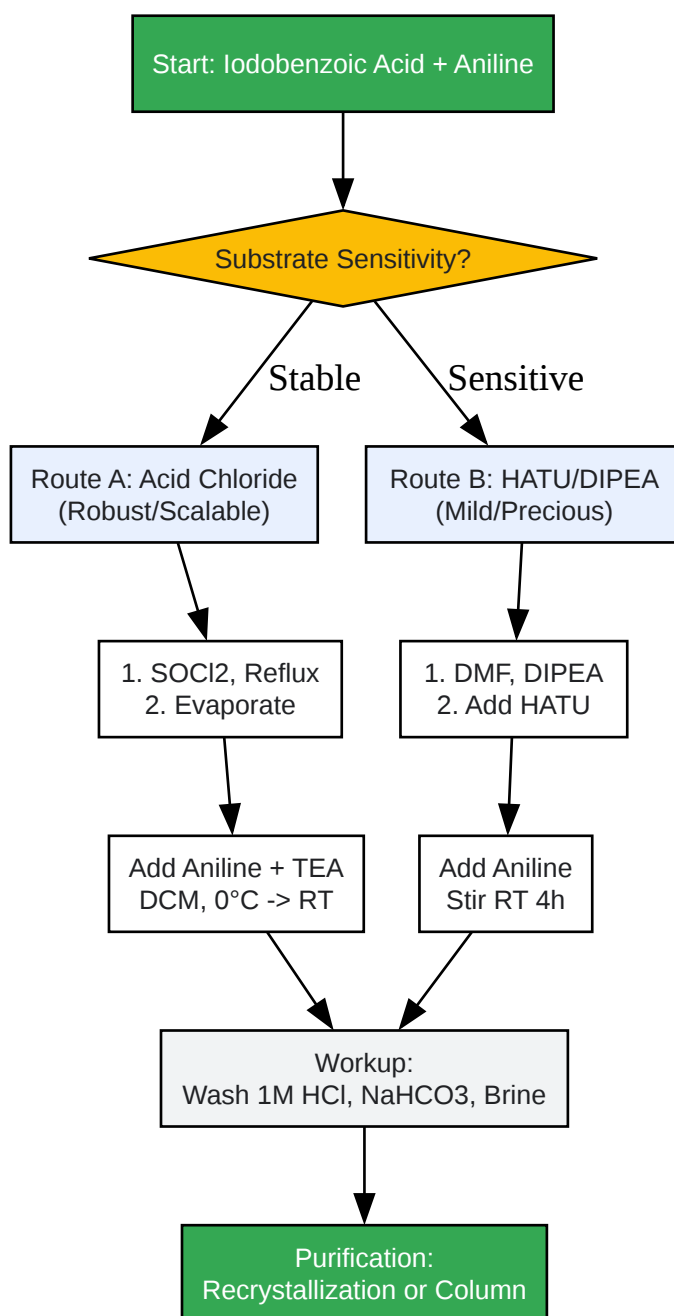 Start: Iodobenzoic Acid + Aniline
Substrate Sensitivity?
Stable
Sensitive
Route A: Acid Chloride
(Robust/Scalable)
Route B: HATU/DIPEA
(Mild/Precious)
1. SOCl2, Reflux
2. Evaporate
1. DMF, DIPEA
2. Add HATU
Add Aniline + TEA
DCM, 0°C -> RT
Add Aniline
Stir RT 4h
Workup:
Wash 1M HCl, NaHCO3, Brine
Purification:
Recrystallization or Column